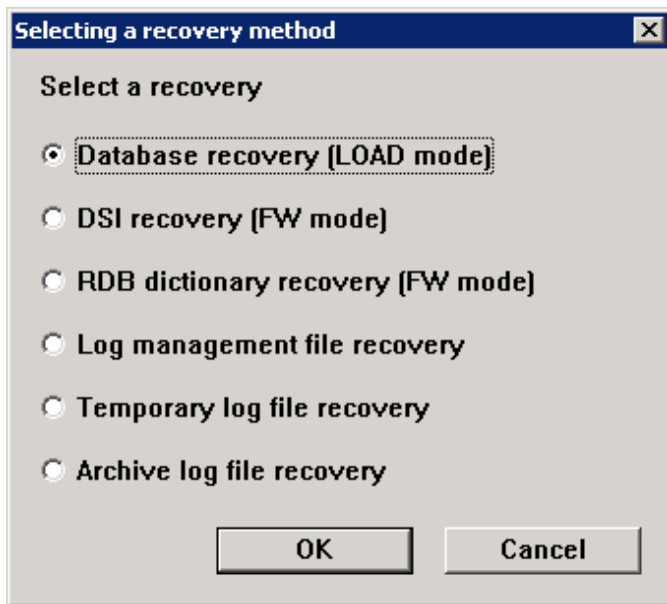 Selecting a recovery method
Select a recovery
Database recovery (LOAD mode)
DSI recovery (FW mode)
RDB dictionary recovery (FW mode)
Log management file recovery
Temporary log file recovery
Archive log file recovery
OK Cancel